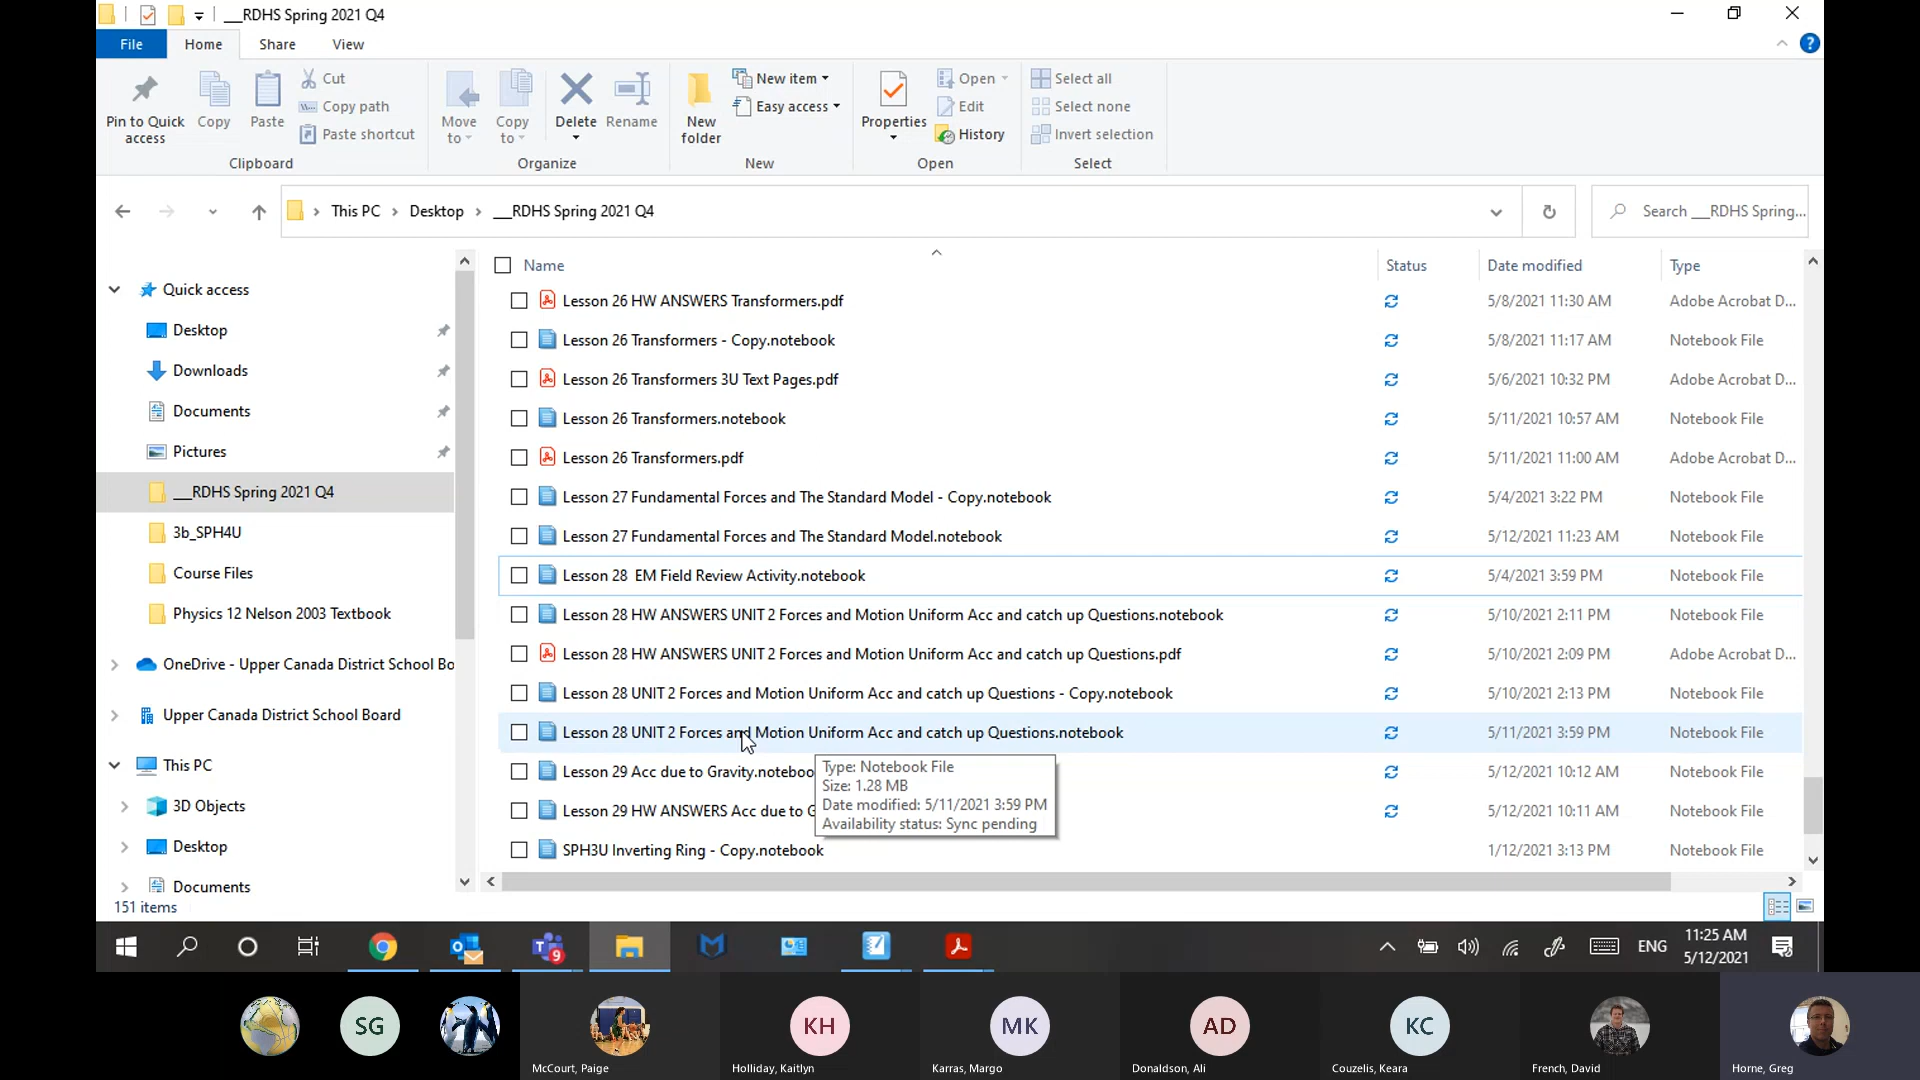 ___RDHS Spring 2021 Q4
File Home Share View
Pin to Quick access
Copy
Paste
Cut
Copy path
Paste shortcut
Clipboard
Move to
Copy to
Delete
Rename
Organize
New folder
New item
Easy access
New
Properties
Open
Edit
History
Open
Select all
Select none
Invert selection
Select
This PC > Desktop > ___RDHS Spring 2021 Q4
Search ___RDHS Spring...
Quick access
Desktop
Downloads
Documents
Pictures
___RDHS Spring 2021 Q4
3b_SPH4U
Course Files
Physics 12 Nelson 2003 Textbook
OneDrive - Upper Canada District School Bo
Upper Canada District School Board
This PC
3D Objects
Desktop
Documents
Name Status Date modified Type
Lesson 26 HW ANSWERS Transformers.pdf 5/8/2021 11:30 AM Adobe Acrobat D...
Lesson 26 Transformers - Copy.notebook 5/8/2021 11:17 AM Notebook File
Lesson 26 Transformers 3U Text Pages.pdf 5/6/2021 10:32 PM Adobe Acrobat D...
Lesson 26 Transformers.notebook 5/11/2021 10:57 AM Notebook File
Lesson 26 Transformers.pdf 5/11/2021 11:00 AM Adobe Acrobat D...
Lesson 27 Fundamental Forces and The Standard Model - Copy.notebook 5/4/2021 3:22 PM Notebook File
Lesson 27 Fundamental Forces and The Standard Model.notebook 5/12/2021 11:23 AM Notebook File
Lesson 28  EM Field Review Activity.notebook 5/4/2021 3:59 PM Notebook File
Lesson 28 HW ANSWERS UNIT 2 Forces and Motion Uniform Acc and catch up Questions.notebook 5/10/2021 2:11 PM Notebook File
Lesson 28 HW ANSWERS UNIT 2 Forces and Motion Uniform Acc and catch up Questions.pdf 5/10/2021 2:09 PM Adobe Acrobat D...
Lesson 28 UNIT 2 Forces and Motion Uniform Acc and catch up Questions - Copy.notebook 5/10/2021 2:13 PM Notebook File
Lesson 28 UNIT 2 Forces and Motion Uniform Acc and catch up Questions.notebook 5/11/2021 3:59 PM Notebook File
Lesson 29 Acc due to Gravity.noteboo 5/12/2021 10:12 AM Notebook File
Lesson 29 HW ANSWERS Acc due to G 5/12/2021 10:11 AM Notebook File
SPH3U Inverting Ring - Copy.notebook 1/12/2021 3:13 PM Notebook File
Type: Notebook File
Size: 1.28 MB
Date modified: 5/11/2021 3:59 PM
Availability status: Sync pending
151 items
9
ENG
11:25 AM
5/12/2021
SG
KH
MK
AD
KC
McCourt, Paige
Holliday, Kaitlyn
Karras, Margo
Donaldson, Ali
Couzelis, Keara
French, David
Horne, Greg